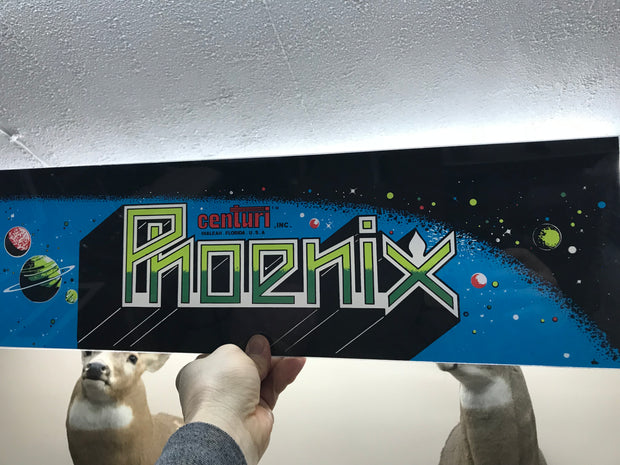 centuri, INC.
HIALEAH FLORIDA U.S.A
Phoenix